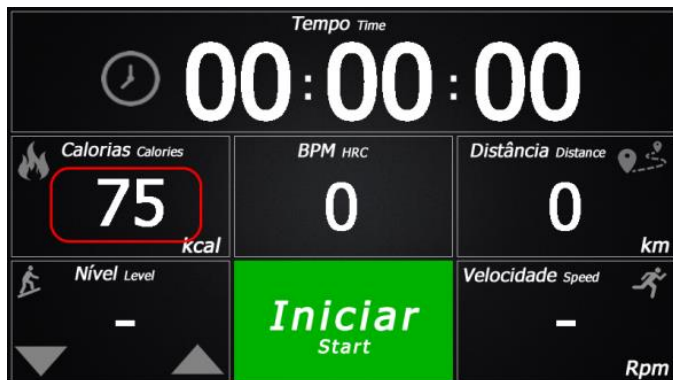 Tempo Time
00:00:00
Calorias Calories
75
kcal
BPM HRC
0
Distância Distance
0
km
Nível Level
-
Iniciar
Start
Velocidade Speed
-
Rpm